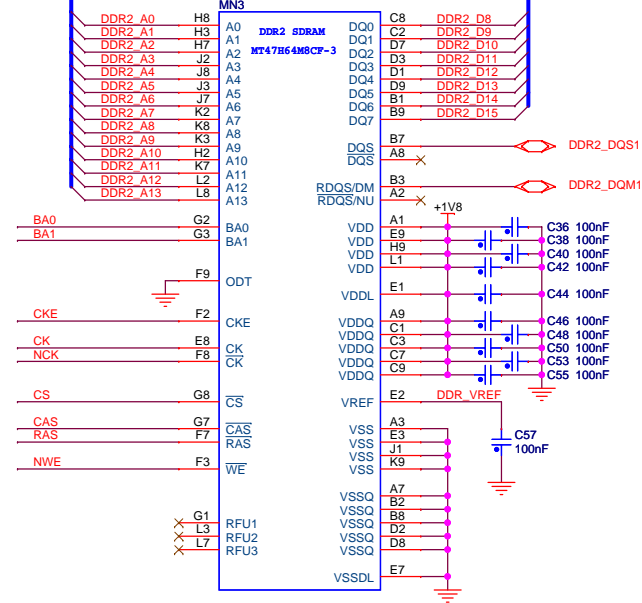 MN3
DDR2 SDRAM
MT47H64M8CF-3
DDR2_A0 H8 A0
DDR2_A1 H3 A1
DDR2_A2 H7 A2
DDR2_A3 J2 A3
DDR2_A4 J8 A4
DDR2_A5 J3 A5
DDR2_A6 J7 A6
DDR2_A7 K2 A7
DDR2_A8 K8 A8
DDR2_A9 K3 A9
DDR2_A10 H2 A10
DDR2_A11 K7 A11
DDR2_A12 L2 A12
DDR2_A13 L8 A13
BA0 G2 BA0
BA1 G3 BA1
F9 ODT
CKE F2 CKE
CK E8 CK
NCK F8 CK
CS G8 CS
CAS G7 CAS
RAS F7 RAS
NWE F3 WE
G1 RFU1
L3 RFU2
L7 RFU3
DQ0 C8 DDR2_D8
DQ1 C2 DDR2_D9
DQ2 D7 DDR2_D10
DQ3 D3 DDR2_D11
DQ4 D1 DDR2_D12
DQ5 D9 DDR2_D13
DQ6 B1 DDR2_D14
DQ7 B9 DDR2_D15
DQS B7 DDR2_DQS1
DQS A8
RDQS/DM B3 DDR2_DQM1
RDQS/NU A2
+1V8
VDD A1 C36 100nF
VDD E9 C38 100nF
VDD H9 C40 100nF
VDD L1 C42 100nF
VDDL E1 C44 100nF
VDDQ A9 C46 100nF
VDDQ C1 C48 100nF
VDDQ C3 C50 100nF
VDDQ C7 C53 100nF
VDDQ C9 C55 100nF
VREF E2 DDR_VREF
C57
100nF
VSS A3
VSS E3
VSS J1
VSS K9
VSSQ A7
VSSQ B2
VSSQ B8
VSSQ D2
VSSQ D8
VSSDL E7